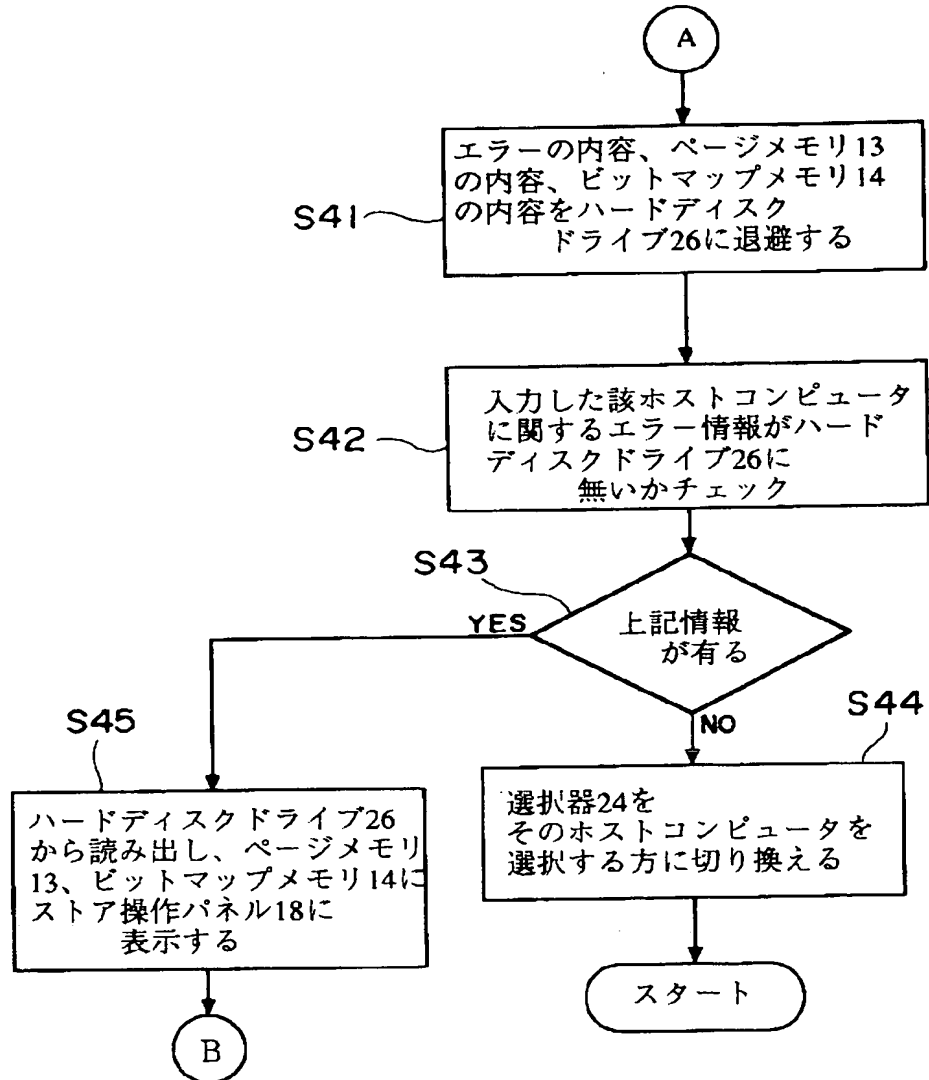 A
エラーの内容、ページメモリ13
の内容、ビットマップメモリ14
の内容をハードディスク
ドライブ26に退避する
S41
入力した該ホストコンピュータ
に関するエラー情報がハード
ディスクドライブ26に
無いかチェック
S42
S43
上記情報
が有る
YES
NO
S45
S44
ハードディスクドライブ26
から読み出し、ページメモリ
13、ビットマップメモリ14に
ストア操作パネル18に
表示する
選択器24を
そのホストコンピュータを
選択する方に切り換える
スタート
B